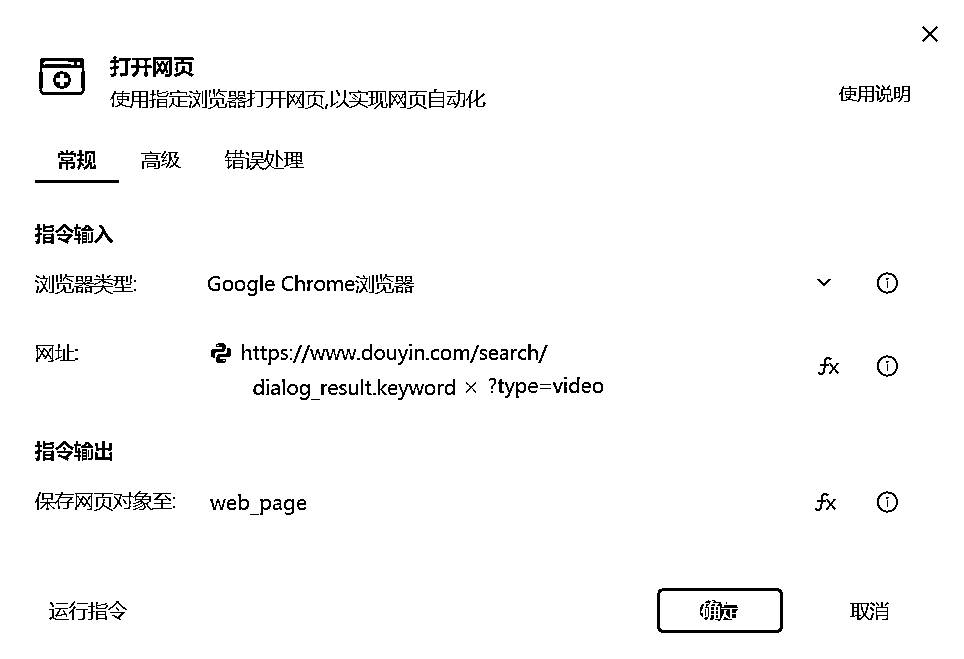 打开网页
使用指定浏览器打开网页,以实现网页自动化
使用说明
常规 高级 错误处理
指令输入
浏览器类型: Google Chrome浏览器
网址: https://www.douyin.com/search/
dialog_result.keyword × ?type=video
fx
指令输出
保存网页对象至: web_page fx
运行指令 确定 取消